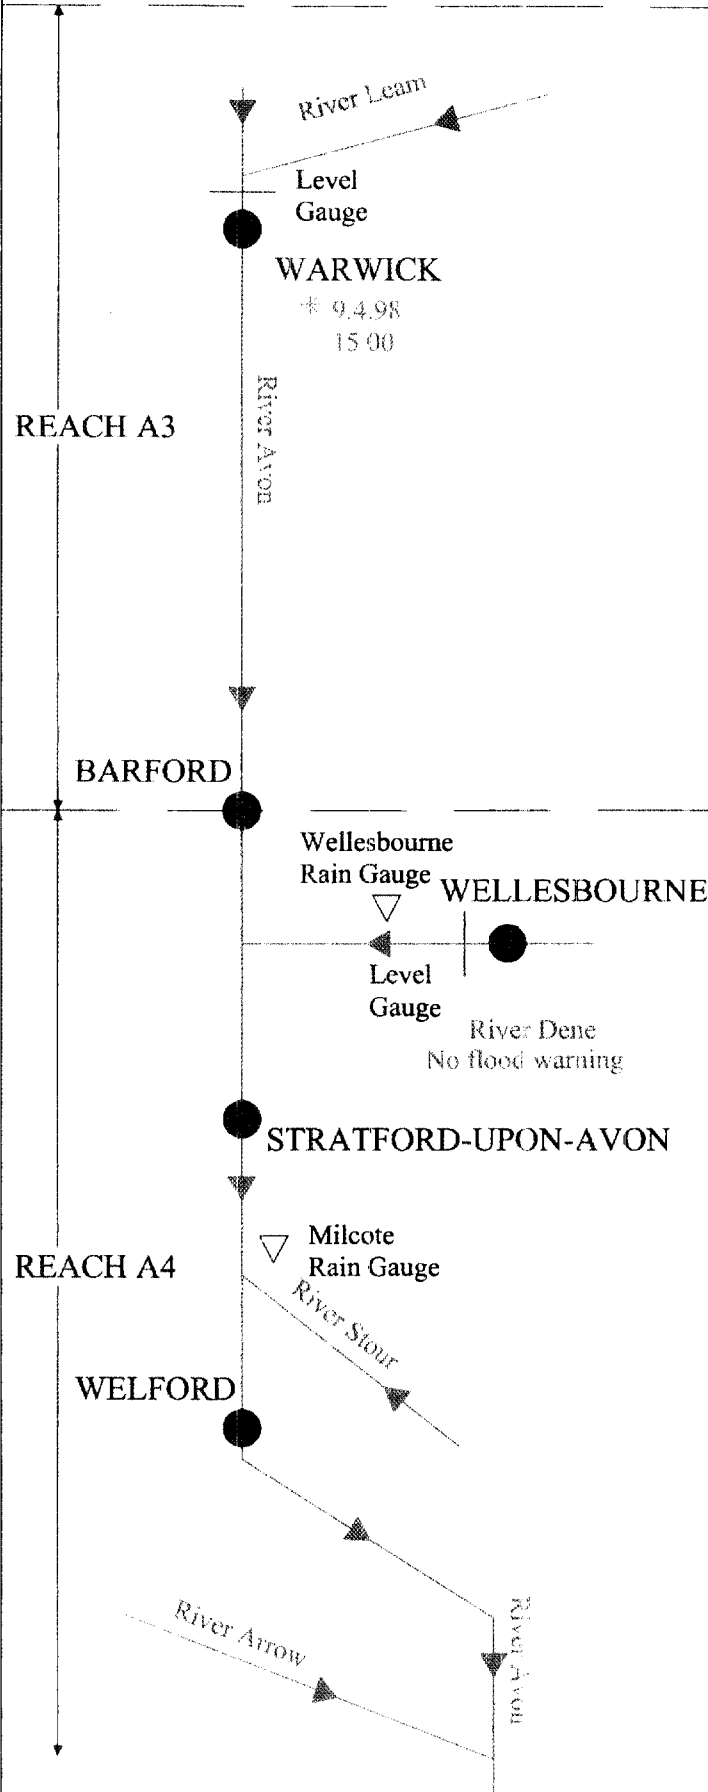 River Leam
Level
Gauge
WARWICK
* 9.4.98
15 00
River Avon
REACH A3
BARFORD
Wellesbourne
Rain Gauge
WELLESBOURNE
Level
Gauge
River Dene
No flood warning
STRATFORD-UPON-AVON
Milcote
Rain Gauge
REACH A4
River Stour
WELFORD
River Arrow
River Avon